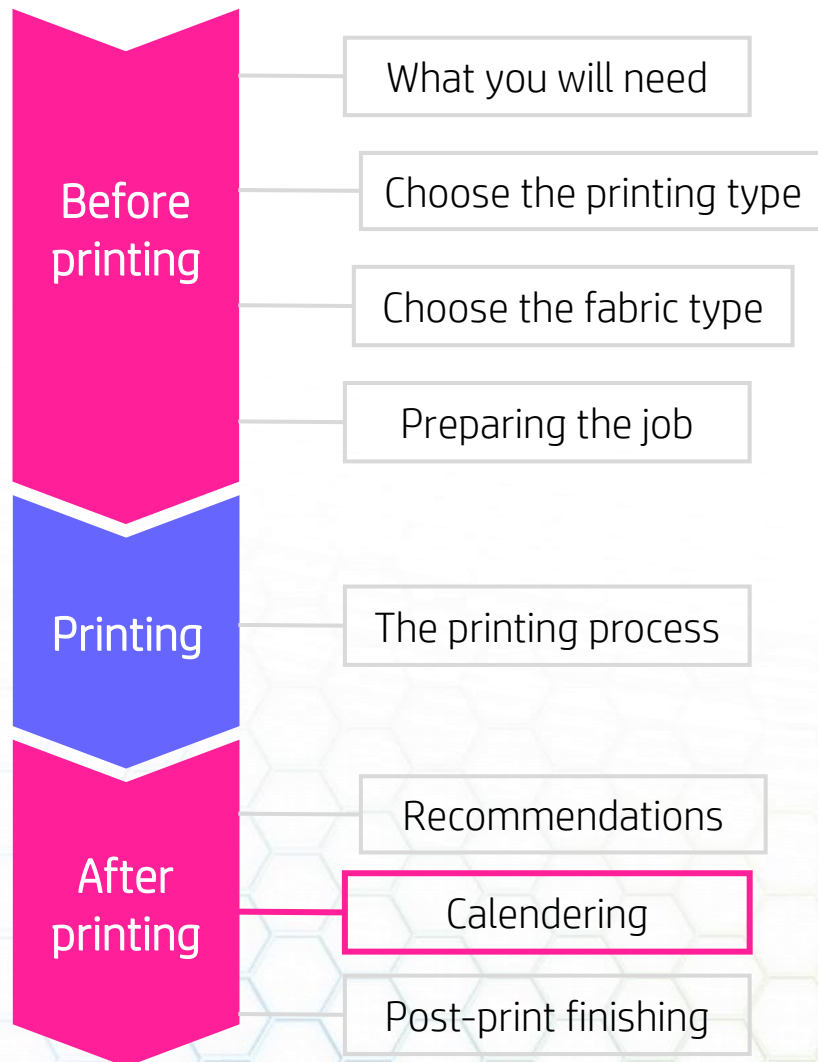 What you will need
Before
printing
Choose the printing type
Choose the fabric type
Preparing the job
Printing
The printing process
Recommendations
After
printing
Calendering
Post-print finishing